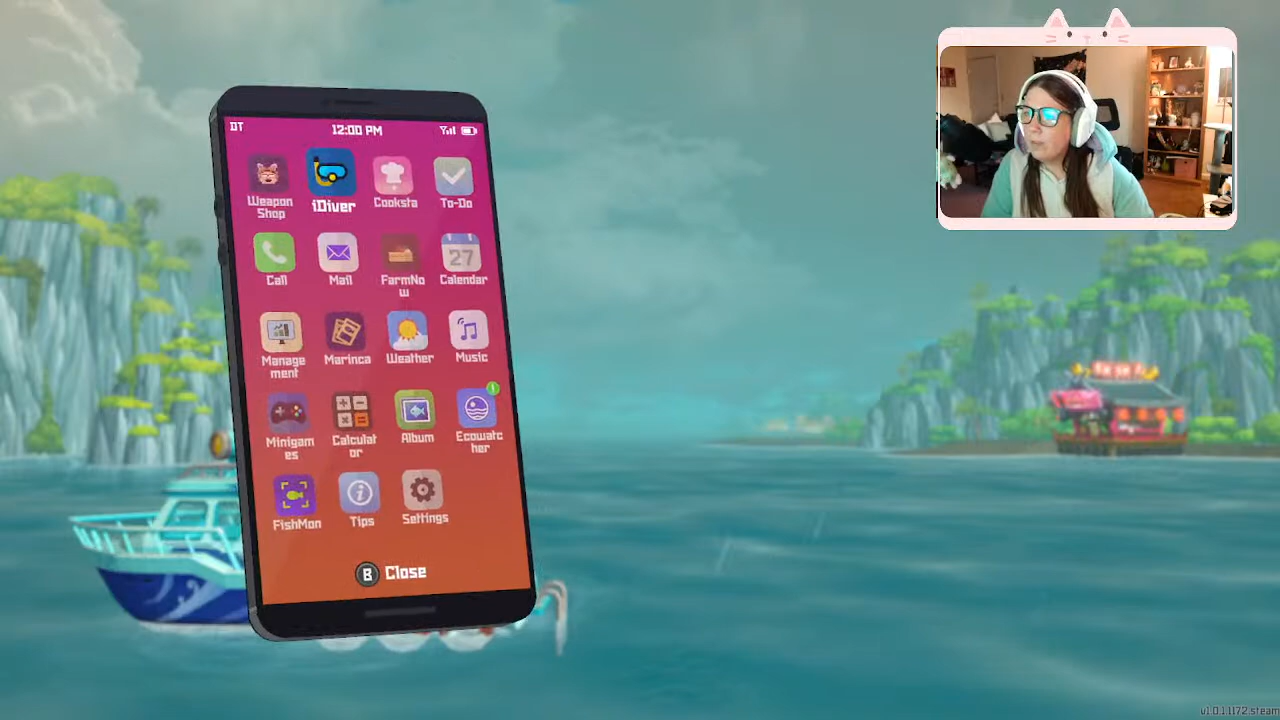 DT
12:00 PM
Weapon
Shop
iDiver
Cooksta
To-Do
27
Call
Mail
FarmNo
w
Calendar
Manage
ment
Marinca
Weather
Music
Minigam
es
Calculat
or
Album
Ecowatc
her
FishMon
Tips
Settings
B Close
v1.0.1.1172.steam